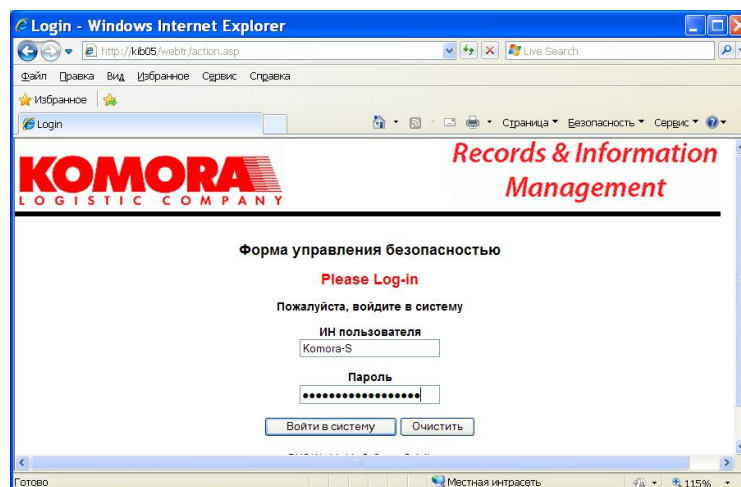 Login - Windows Internet Explorer
http://kib05/webtr/action.asp
Live Search
Файл Правка Вид Избранное Сервис Справка
Избранное
Login
Страница Безопасность Сервис
KOMORA
LOGISTIC COMPANY
Records & Information
Management
Форма управления безопасностью
Please Log-in
Пожалуйста, войдите в систему
ИН пользователя
Komora-S
Пароль
••••••••••••••••••
Войти в систему Очистить
Готово
Местная интрасеть
115%